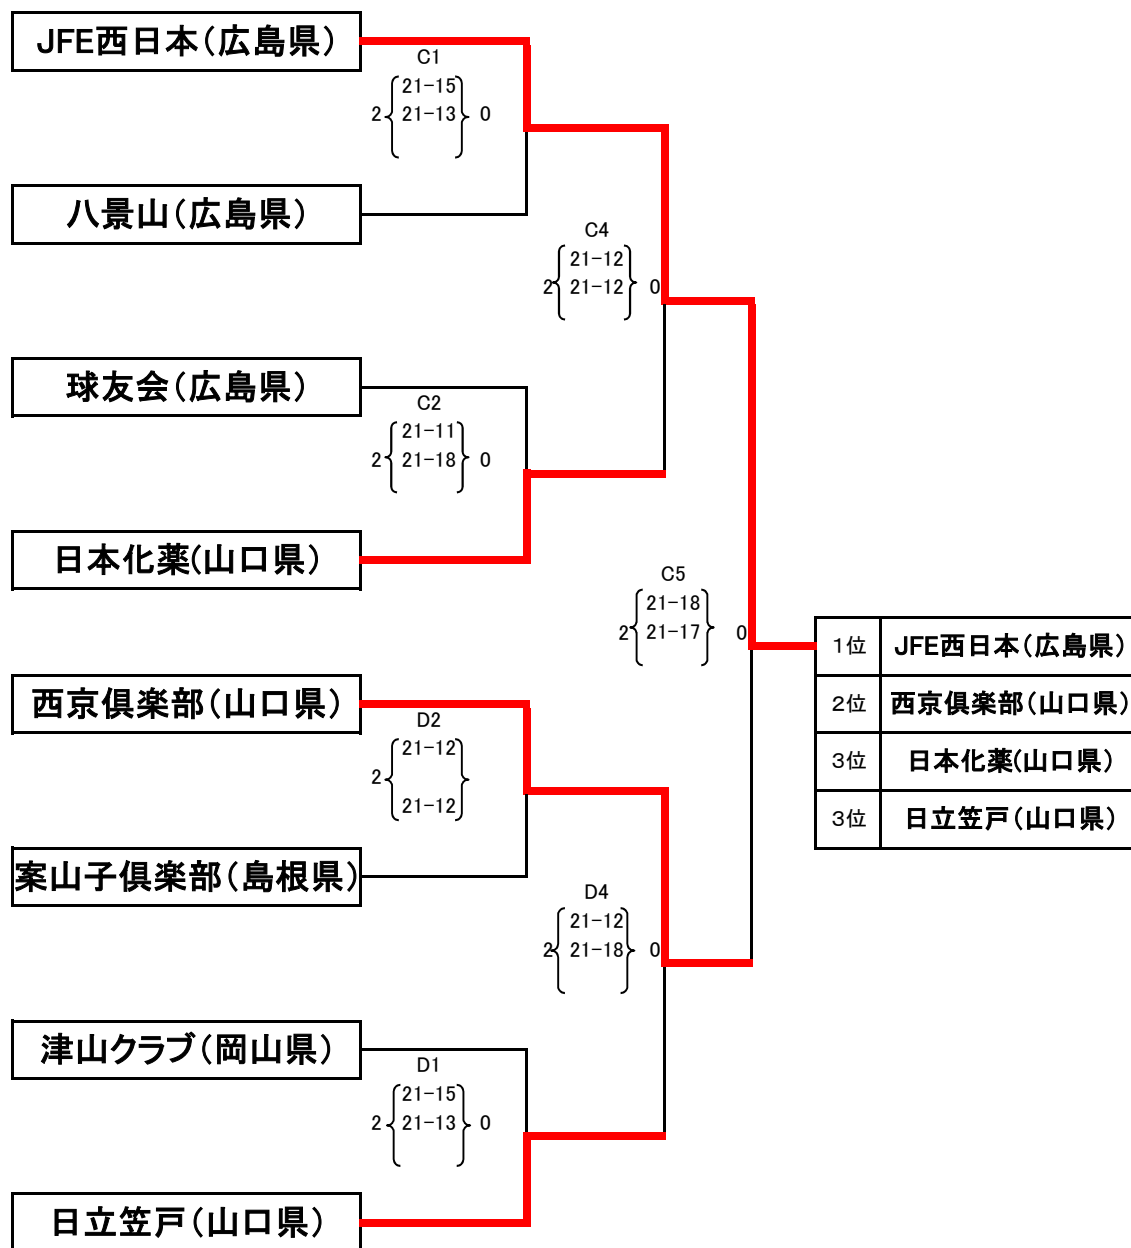 JFE西日本（広島県）
C1
21-15
2 21-13 0
八景山（広島県）
C4
21-12
2 21-12 0
球友会（広島県）
C2
21-11
2 21-18 0
日本化薬(山口県）
C5
21-18
2 21-17 0
1位 JFE西日本（広島県）
2位 西京倶楽部（山口県）
3位 日本化薬(山口県）
3位 日立笠戸（山口県）
西京倶楽部（山口県）
D2
21-12
2
21-12
案山子倶楽部（島根県）
D4
21-12
2 21-18 0
津山クラブ（岡山県）
D1
21-15
2 21-13 0
日立笠戸（山口県）